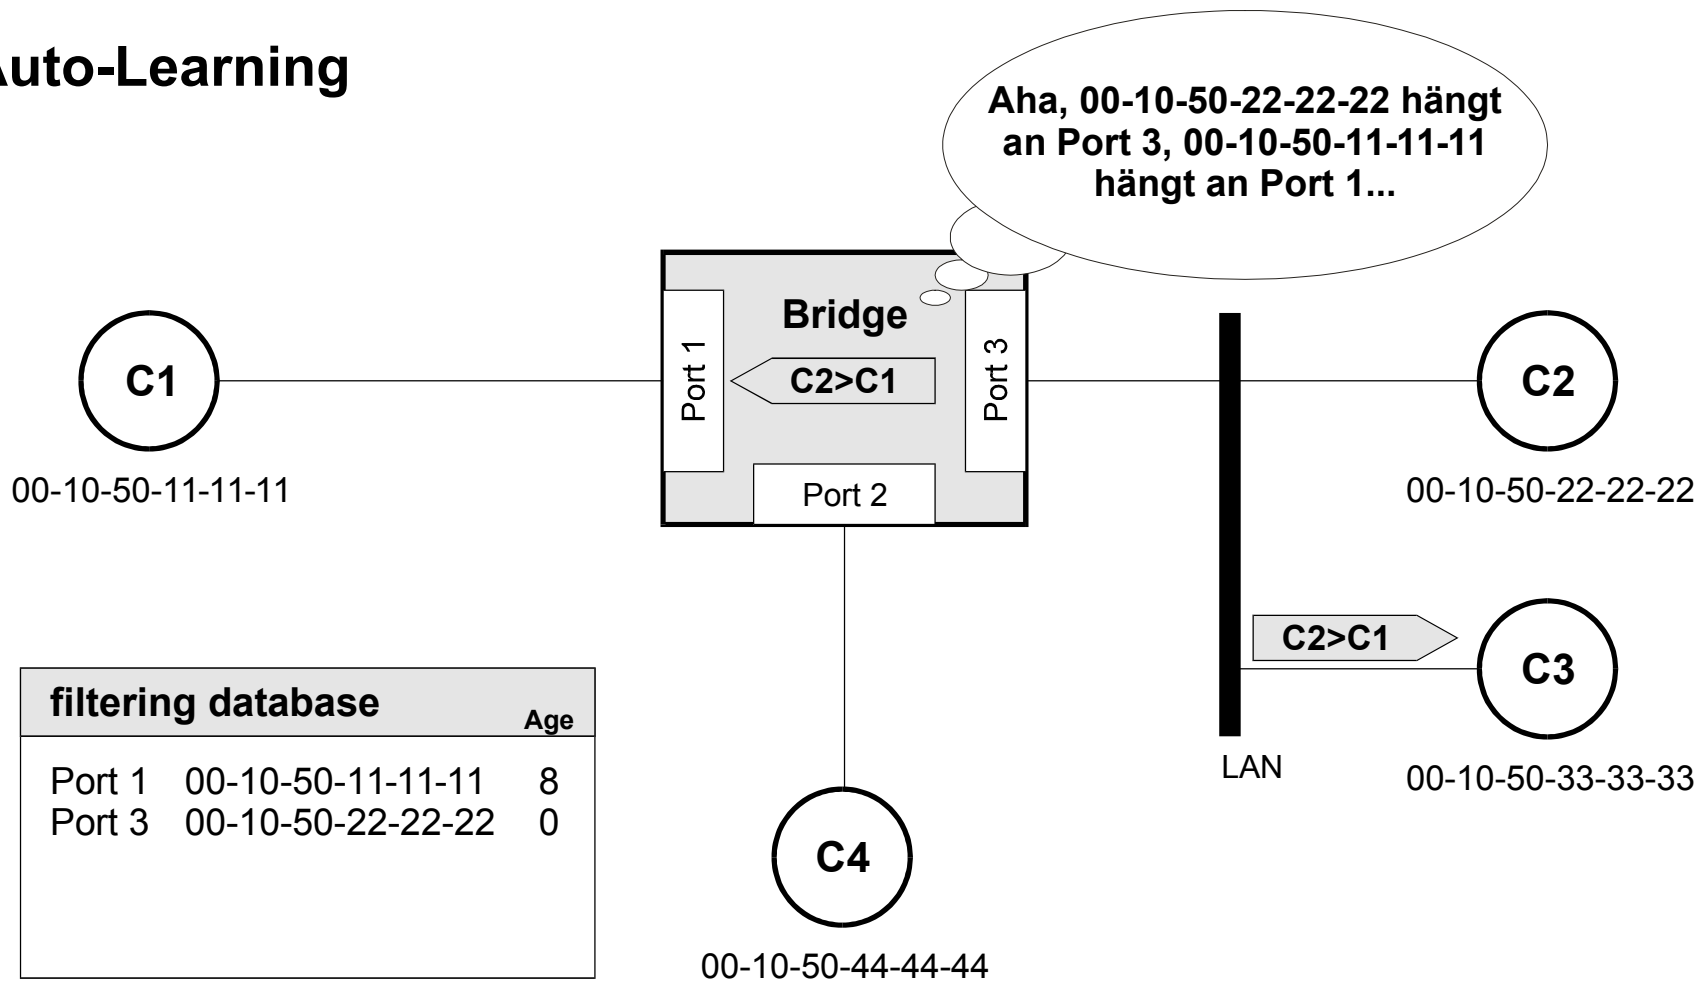 Auto-Learning
Aha, 00-10-50-22-22-22 hängt
an Port 3, 00-10-50-11-11-11
hängt an Port 1...
Bridge
Port 1
C2>C1
Port 3
Port 2
C1
00-10-50-11-11-11
C2
00-10-50-22-22-22
C2>C1
C3
LAN
00-10-50-33-33-33
filtering database Age
Port 1 00-10-50-11-11-11 8
Port 3 00-10-50-22-22-22 0
C4
00-10-50-44-44-44